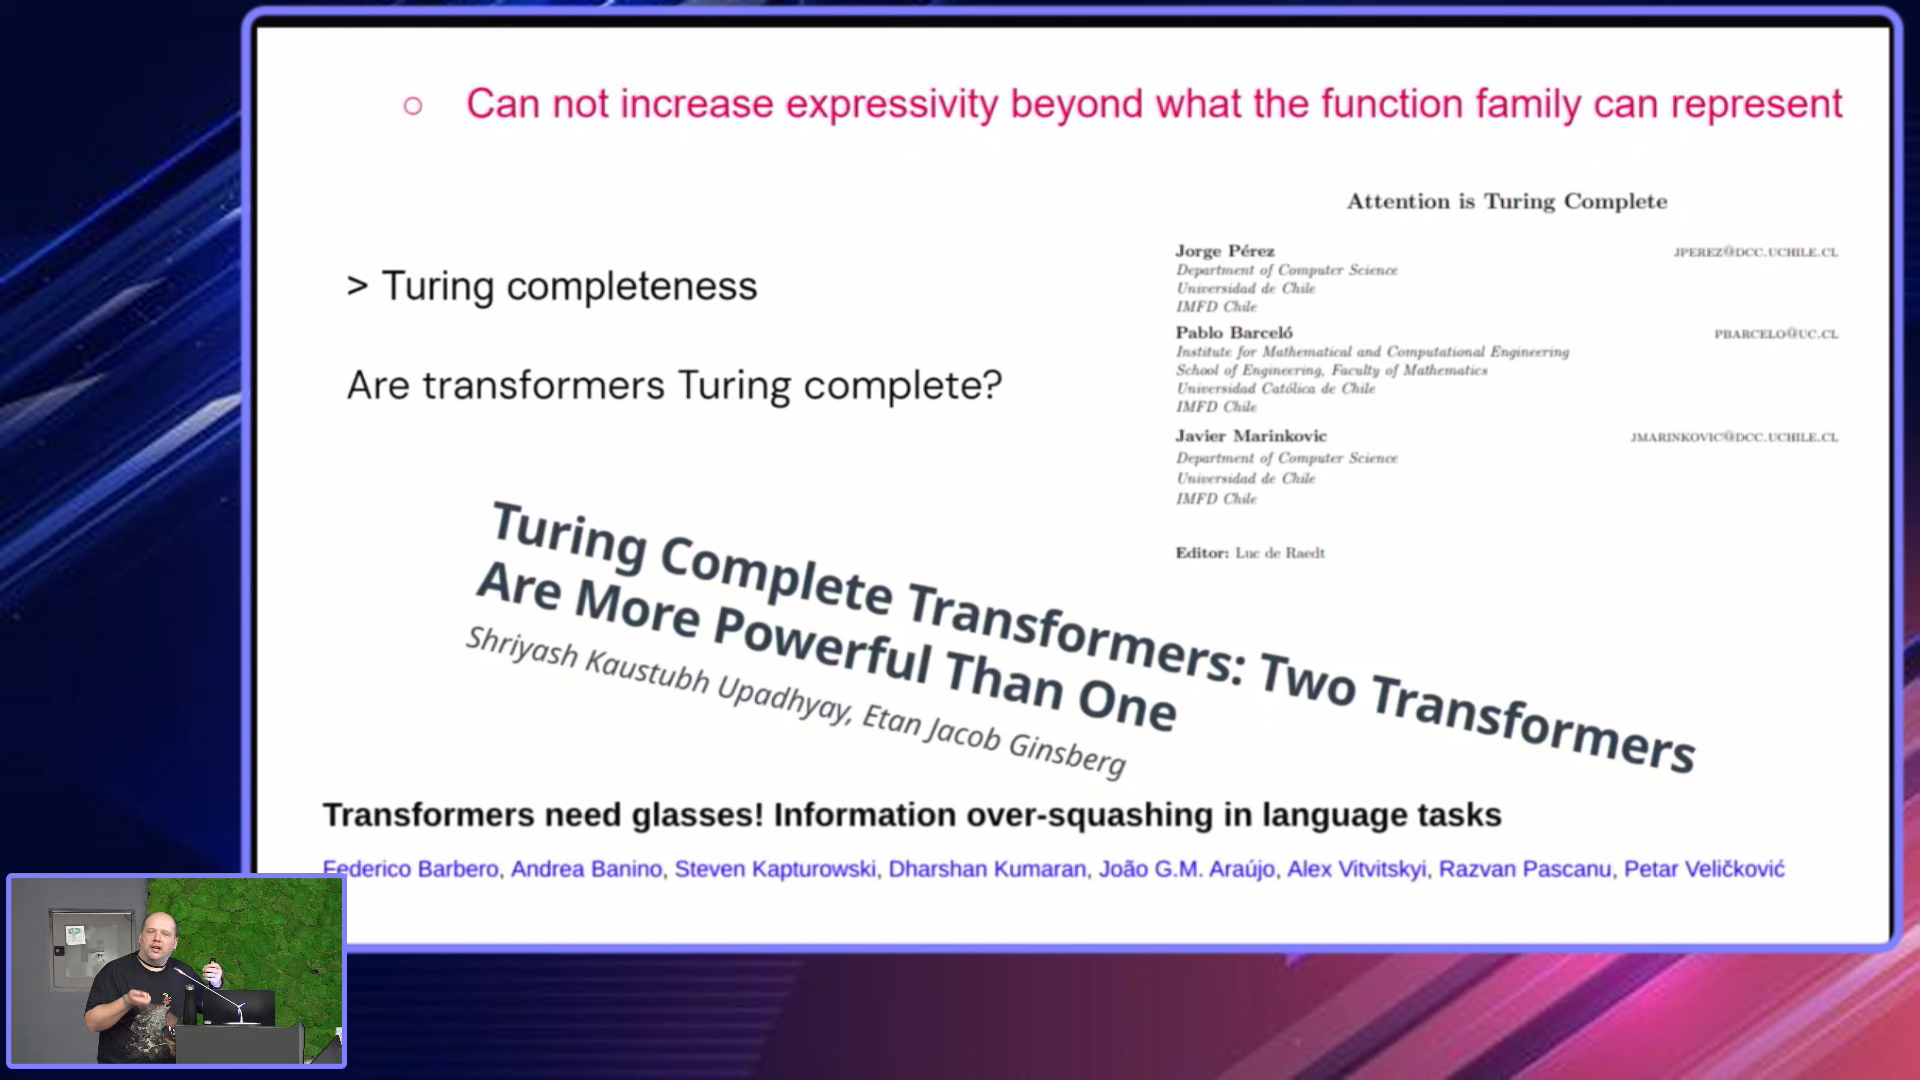 ○ Can not increase expressivity beyond what the function family can represent
> Turing completeness
Are transformers Turing complete?
Attention is Turing Complete
Jorge Pérez JPEREZ@DCC.UCHILE.CL
Department of Computer Science
Universidad de Chile
IMFD Chile
Pablo Barceló PBARCELO@UC.CL
Institute for Mathematical and Computational Engineering
School of Engineering, Faculty of Mathematics
Universidad Católica de Chile
IMFD Chile
Javier Marinkovic JMARINKOVIC@DCC.UCHILE.CL
Department of Computer Science
Universidad de Chile
IMFD Chile
Editor: Luc de Raedt
Turing Complete Transformers: Two Transformers
Are More Powerful Than One
Shriyash Kaustubh Upadhyay, Etan Jacob Ginsberg
Transformers need glasses! Information over-squashing in language tasks
Federico Barbero, Andrea Banino, Steven Kapturowski, Dharshan Kumaran, João G.M. Araújo, Alex Vitvitskyi, Razvan Pascanu, Petar Veličković